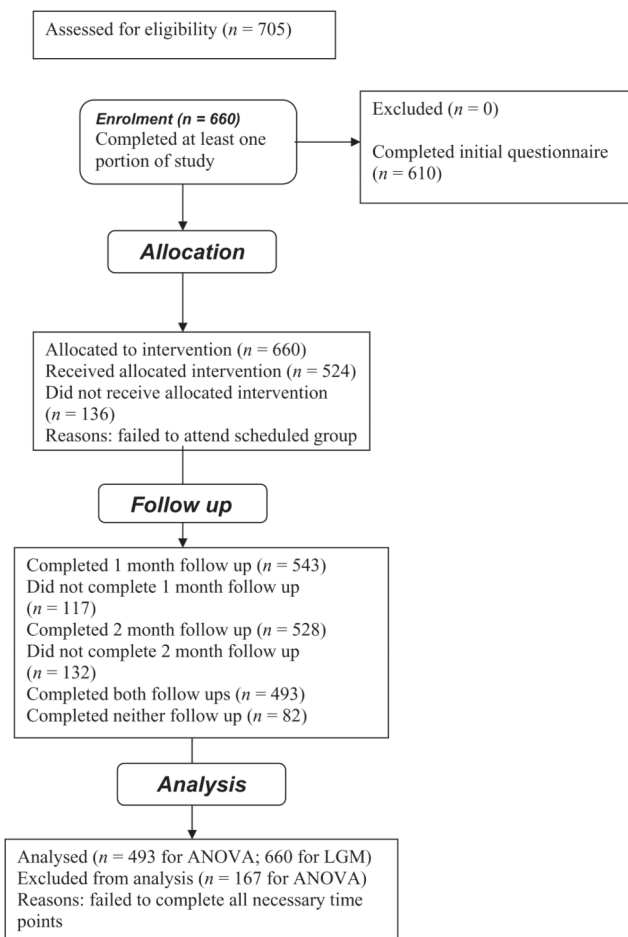 Assessed for eligibility (n = 705)
Enrolment (n = 660)
Completed at least one
portion of study
Excluded (n = 0)
Completed initial questionnaire
(n = 610)
Allocation
Allocated to intervention (n = 660)
Received allocated intervention (n = 524)
Did not receive allocated intervention
(n = 136)
Reasons: failed to attend scheduled group
Follow up
Completed 1 month follow up (n = 543)
Did not complete 1 month follow up
(n = 117)
Completed 2 month follow up (n = 528)
Did not complete 2 month follow up
(n = 132)
Completed both follow ups (n = 493)
Completed neither follow up (n = 82)
Analysis
Analysed (n = 493 for ANOVA; 660 for LGM)
Excluded from analysis (n = 167 for ANOVA)
Reasons: failed to complete all necessary time
points